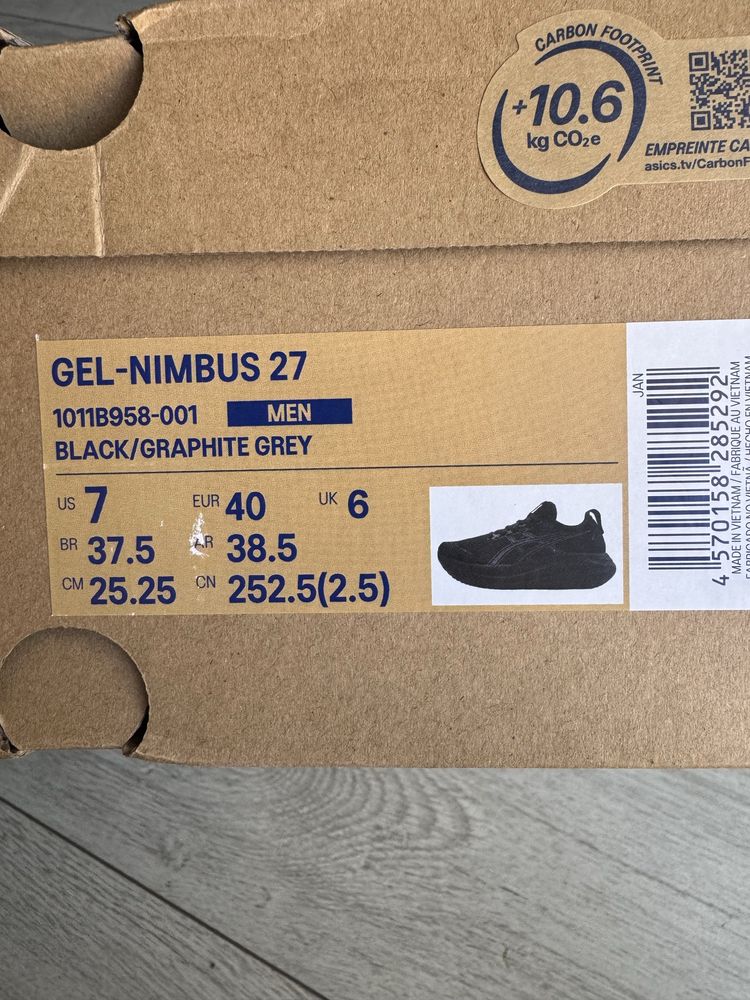 CARBON FOOTPRINT
+10.6
kg CO₂e
EMPREINTE CA
asics.tv/CarbonF
GEL-NIMBUS 27
1011B958-001 MEN
BLACK/GRAPHITE GREY
US 7 EUR 40 UK 6
BR 37.5 AR 38.5
CM 25.25 CN 252.5(2.5)
JAN
4 570158 285292
MADE IN VIETNAM / FABRIQUÉ AU VIETNAM
FABRICADO NO VIETNÃ / HECHO EN VIETNAM